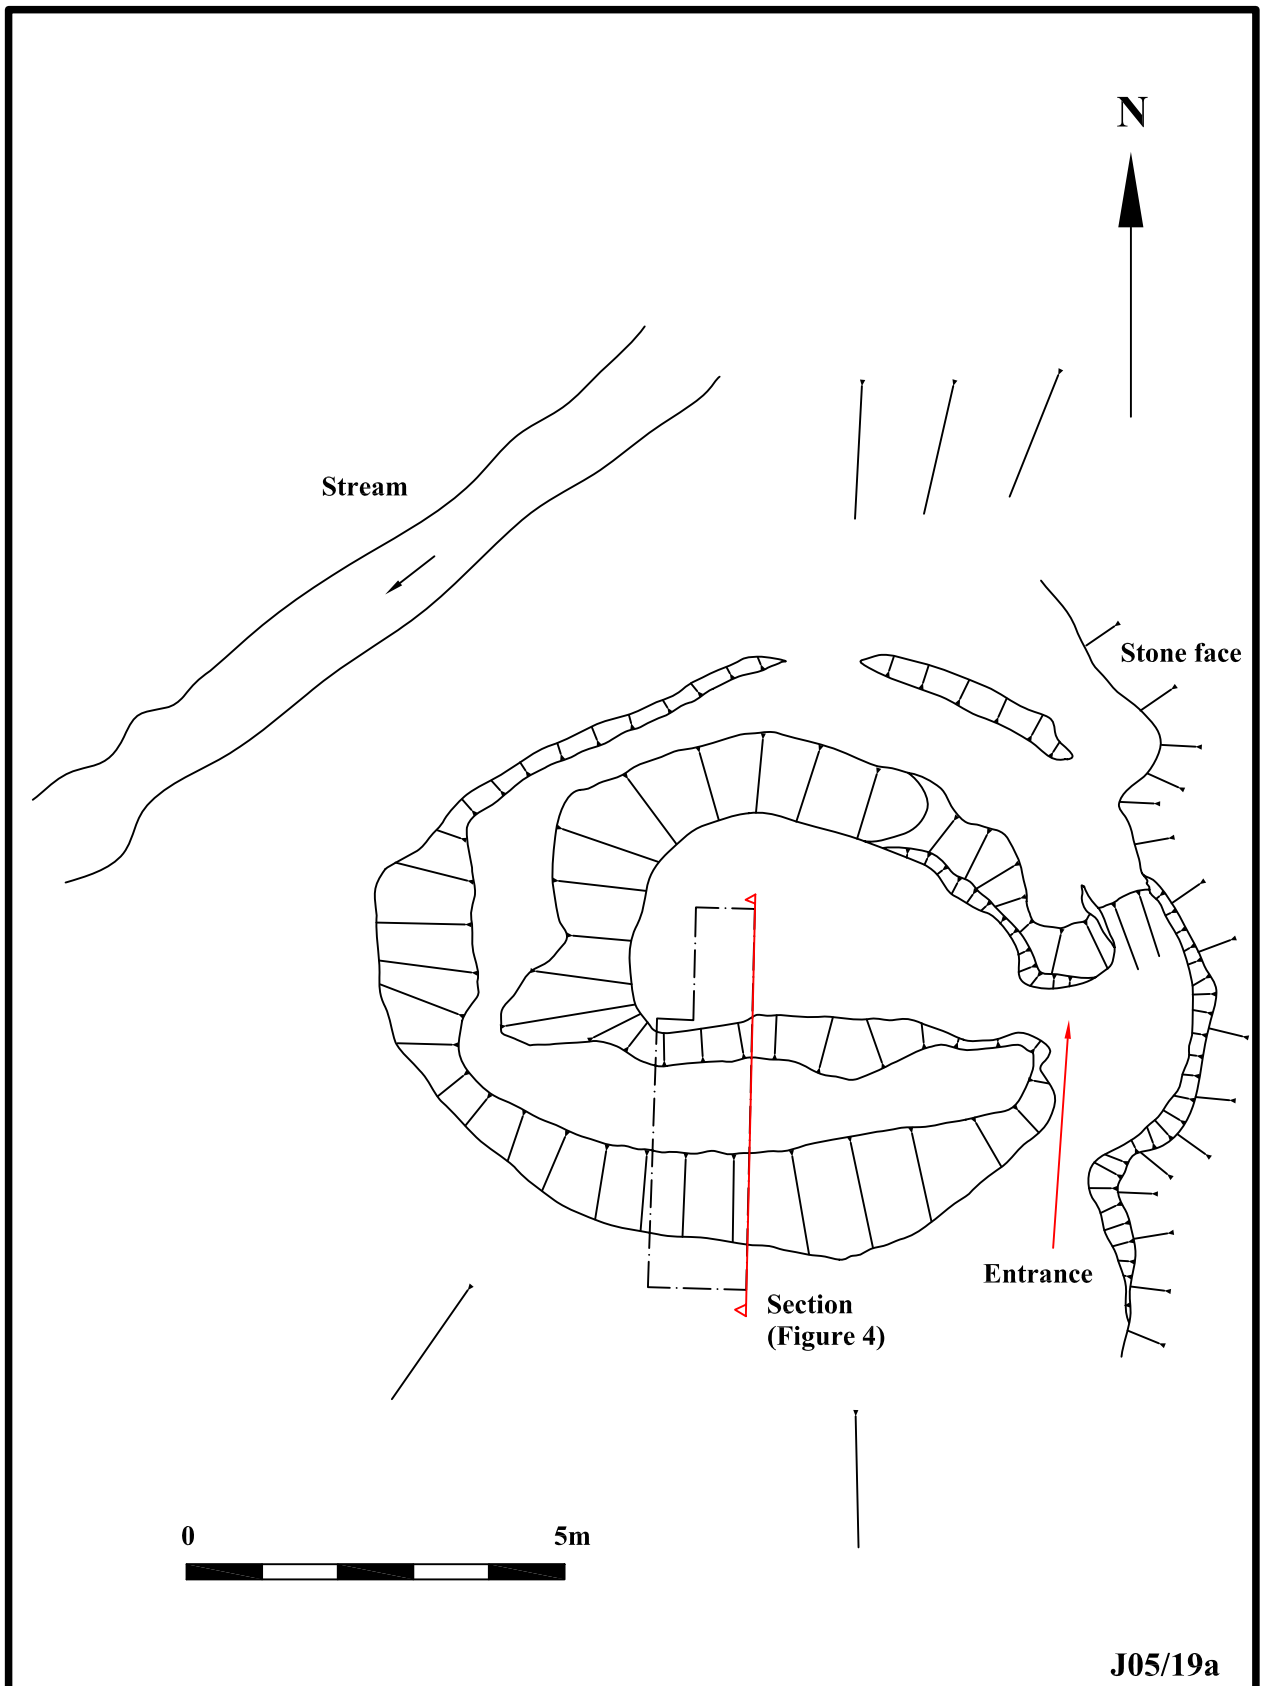 N
Stream
Stone face
Entrance
Section
(Figure 4)
0 5m
J05/19a